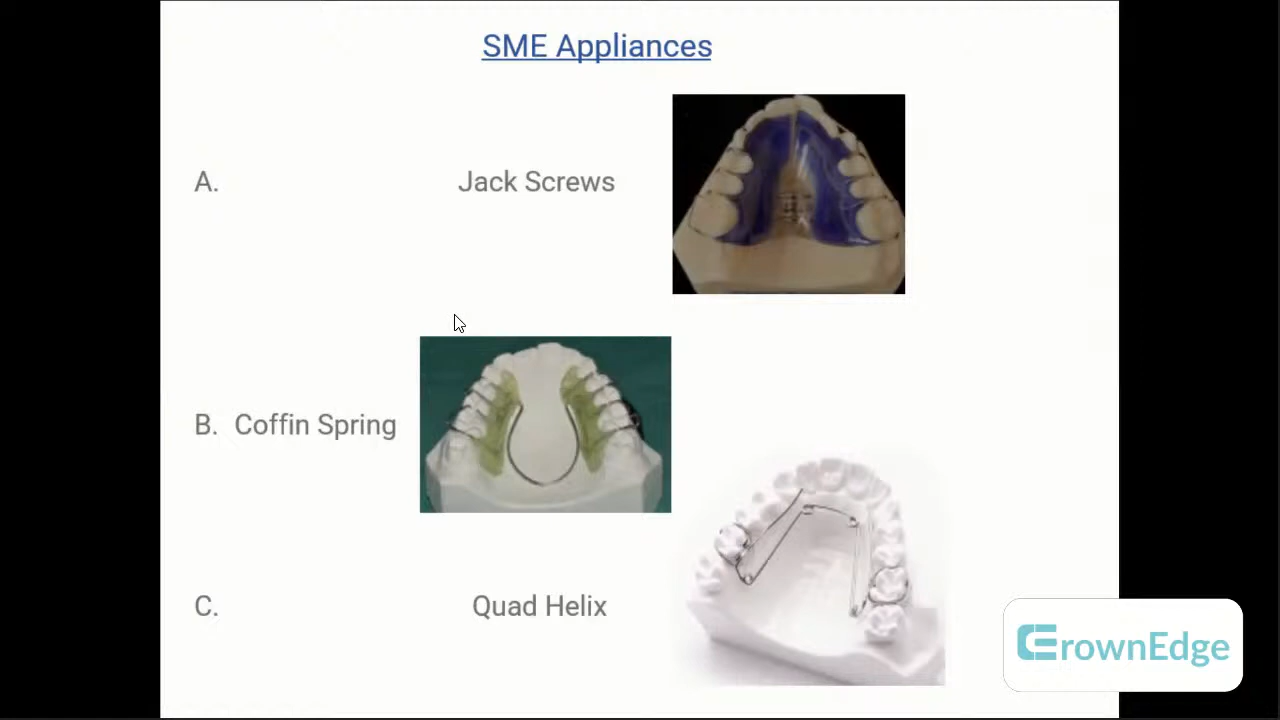 SME Appliances
A. Jack Screws
B. Coffin Spring
C. Quad Helix
CrownEdge